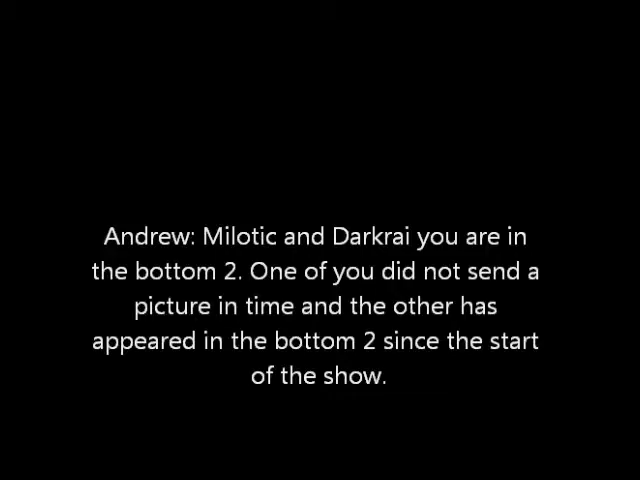 Andrew: Milotic and Darkrai you are in
the bottom 2. One of you did not send a
picture in time and the other has
appeared in the bottom 2 since the start
of the show.